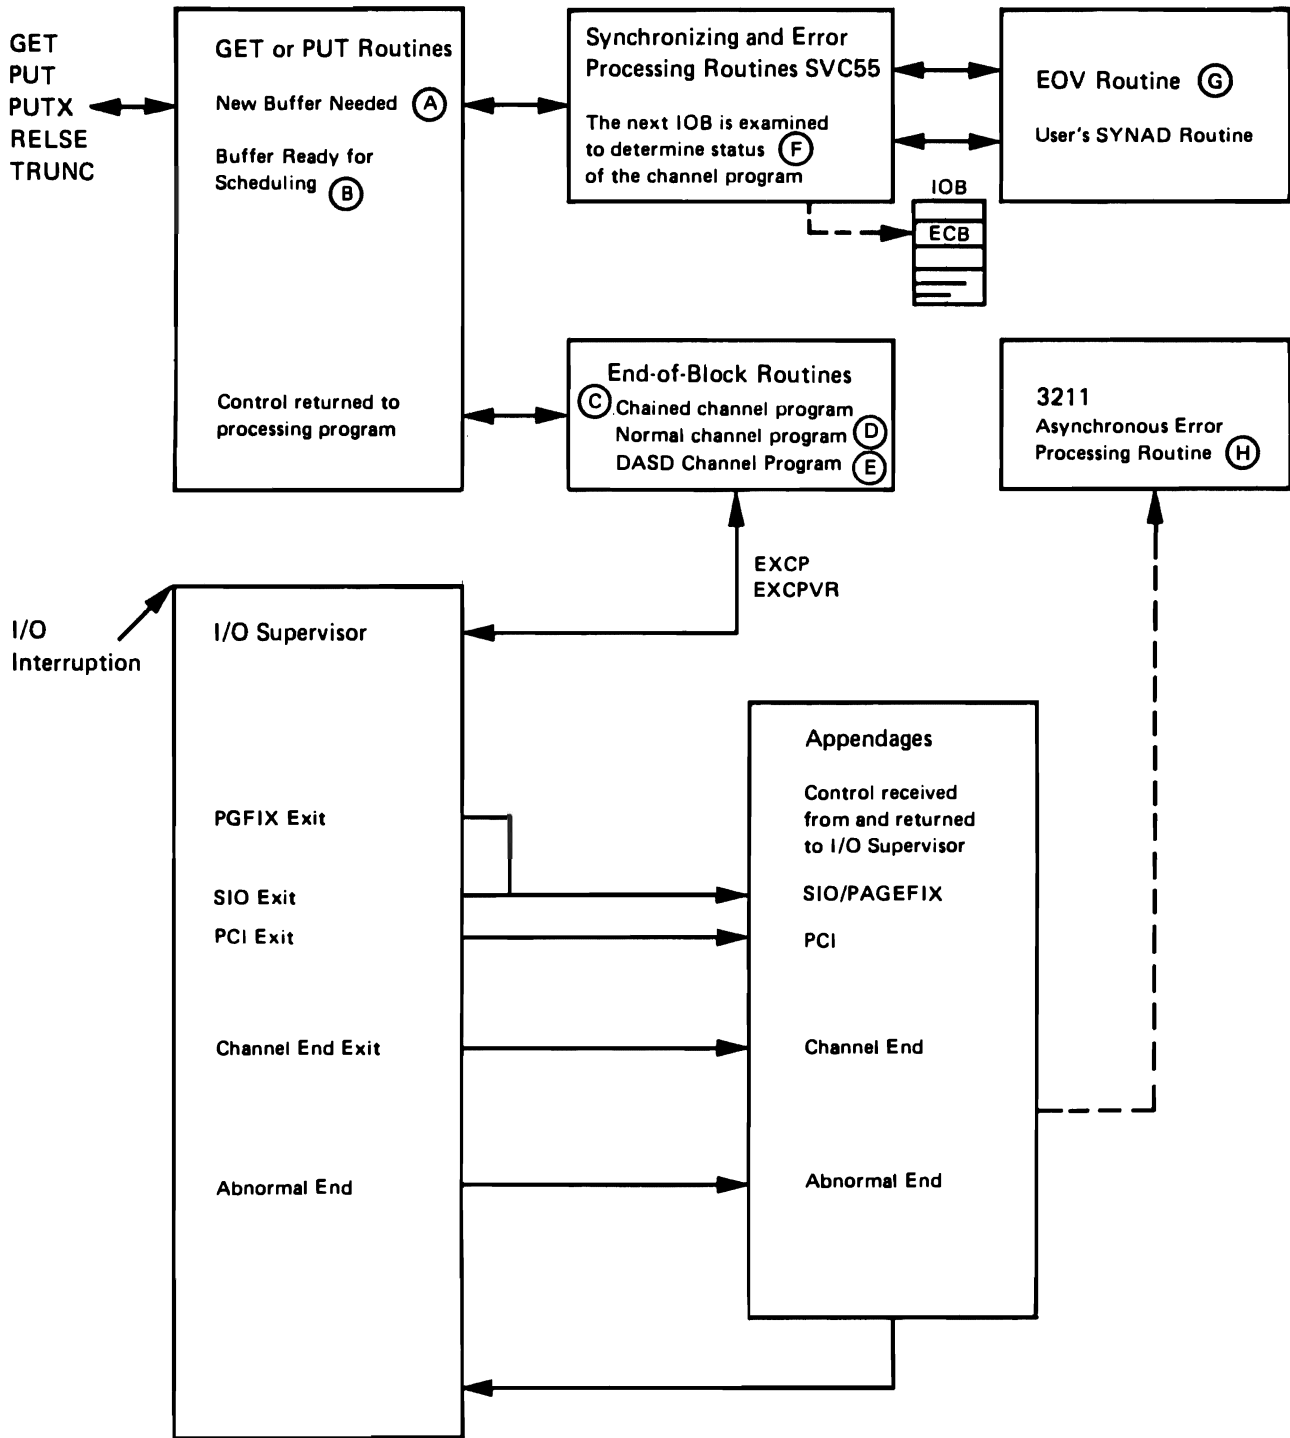 GET
PUT
PUTX
RELSE
TRUNC
GET or PUT Routines
New Buffer Needed A
Buffer Ready for
Scheduling B
Control returned to
processing program
Synchronizing and Error
Processing Routines SVC55
The next IOB is examined
to determine status F
of the channel program
EOV Routine G
User's SYNAD Routine
IOB
ECB
End-of-Block Routines
C Chained channel program
Normal channel program D
DASD Channel Program E
3211
Asynchronous Error
Processing Routine H
EXCP
EXCPVR
I/O
Interruption
I/O Supervisor
PGFIX Exit
SIO Exit
PCI Exit
Channel End Exit
Abnormal End
Appendages
Control received
from and returned
to I/O Supervisor
SIO/PAGEFIX
PCI
Channel End
Abnormal End